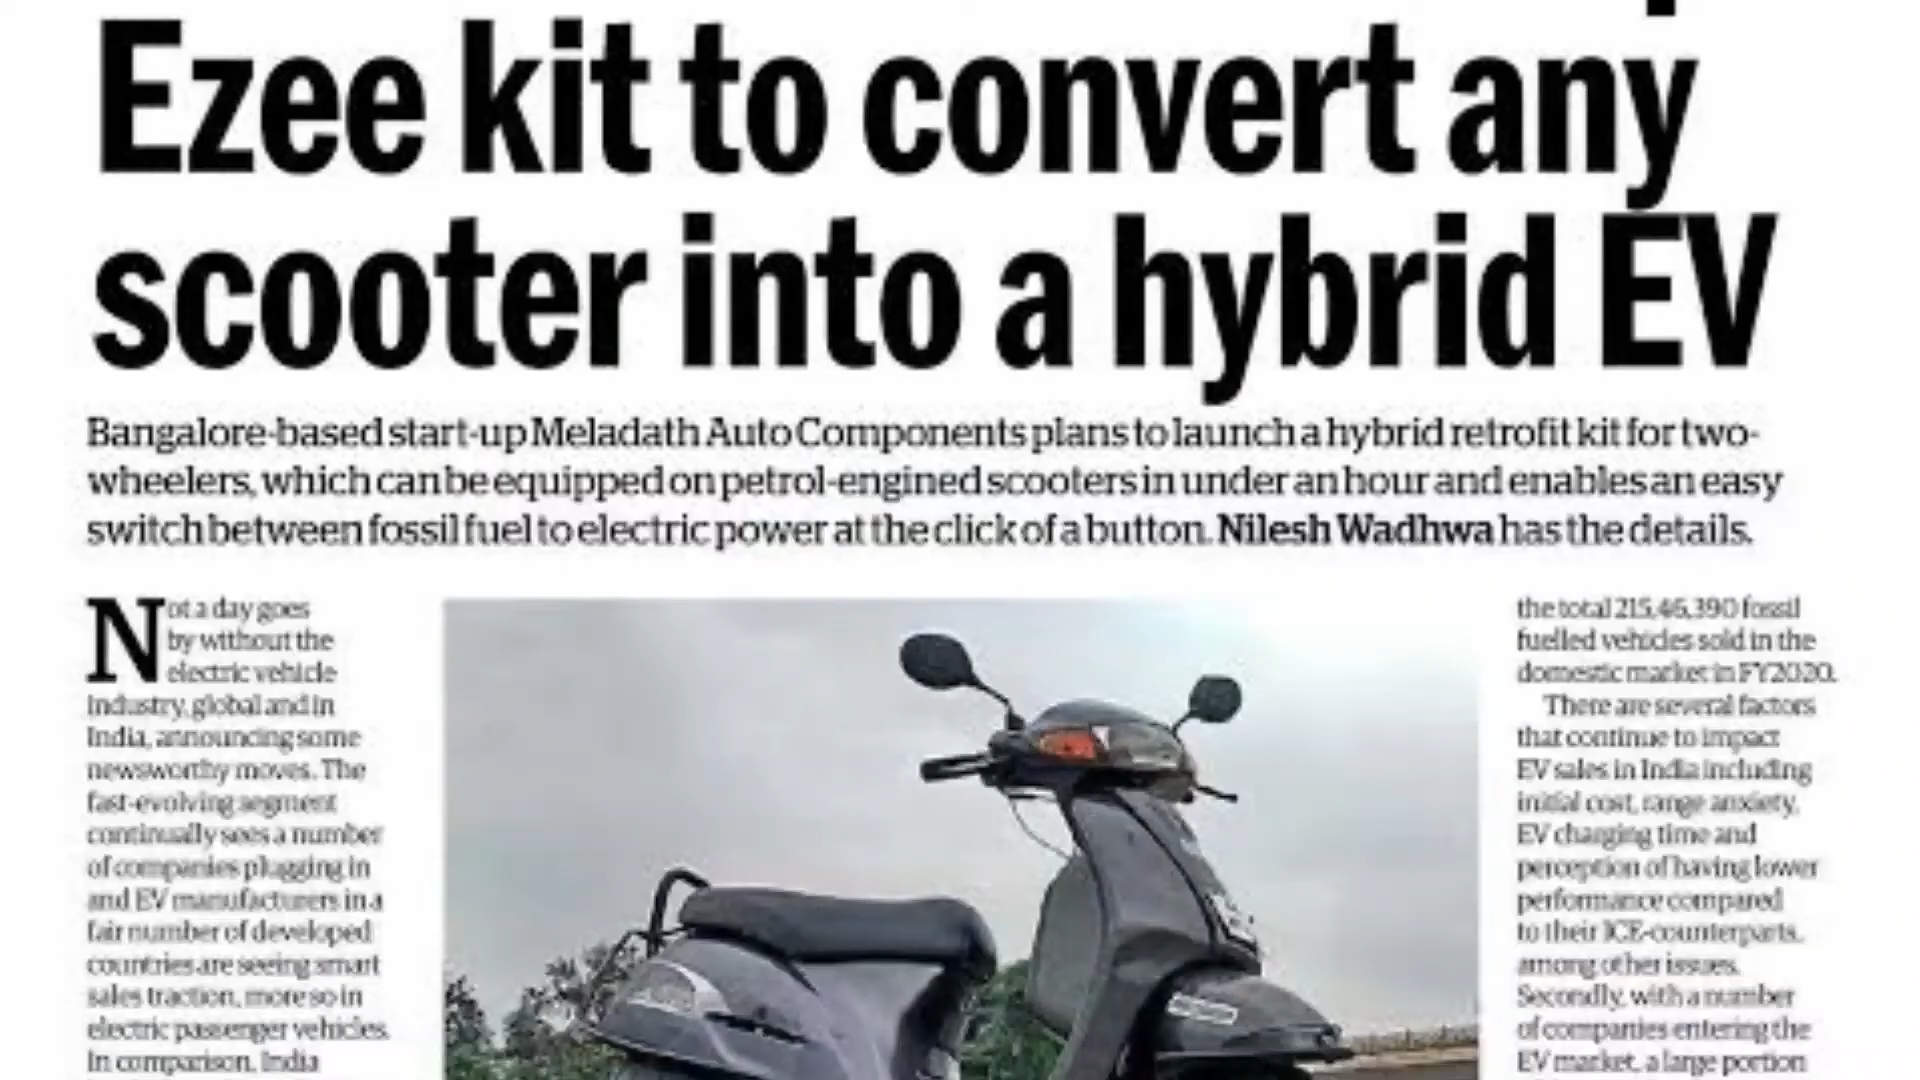 Ezee kit to convert any
scooter into a hybrid EV
Bangalore-based start-up Meladath Auto Components plans to launch a hybrid retrofit kit for two-
wheelers, which can be equipped on petrol-engined scooters in under an hour and enables an easy
switch between fossil fuel to electric power at the click of a button. Nilesh Wadhwa has the details.
Not a day goes
by without the
electric vehicle
industry, global and in
India, announcing some
newsworthy moves. The
fast-evolving segment
continually sees a number
of companies plugging in
and EV manufacturers in a
fair number of developed
countries are seeing smart
sales traction, more so in
electric passenger vehicles.
In comparison, India
the total 215,46,390 fossil
fuelled vehicles sold in the
domestic market in FY2020.
There are several factors
that continue to impact
EV sales in India including
initial cost, range anxiety,
EV charging time and
perception of having lower
performance compared
to their ICE-counterparts,
among other issues.
Secondly, with a number
of companies entering the
EV market, a large portion